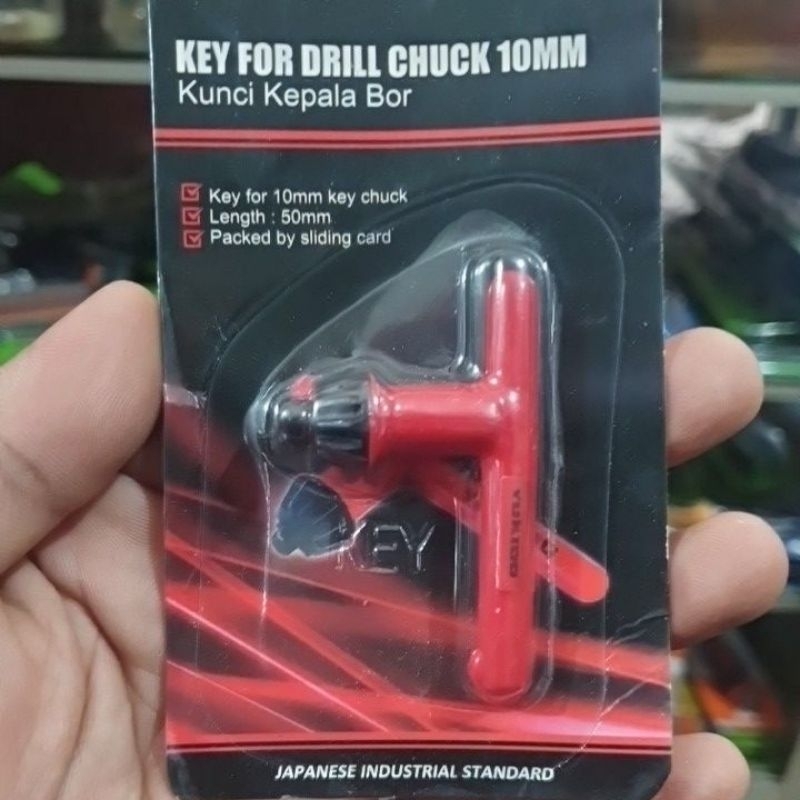 KEY FOR DRILL CHUCK 10MM
Kunci Kepala Bor
Key for 10mm key chuck
Length : 50mm
Packed by sliding card
KEY
JAPANESE INDUSTRIAL STANDARD